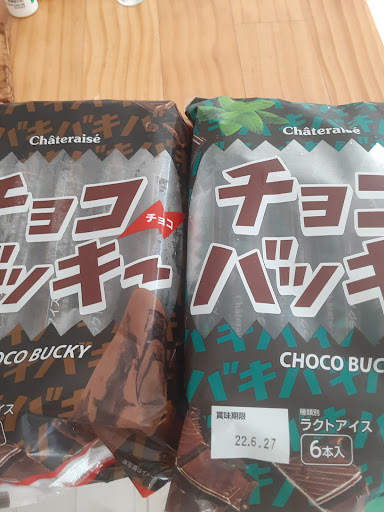 Châteraisé
チョコ
バッキー
チョコ
CHOCO BUCKY
Châteraisé
チョコ
バッキ
CHOCO BUC
賞味期限
22.6.27
種類別
ラクトアイス
6本入